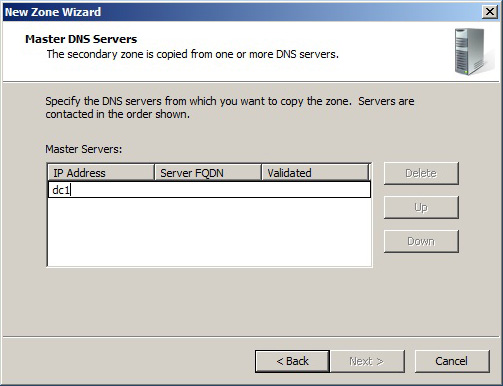 New Zone Wizard
Master DNS Servers
The secondary zone is copied from one or more DNS servers.
Specify the DNS servers from which you want to copy the zone. Servers are
contacted in the order shown.
Master Servers:
IP Address Server FQDN Validated
dc1
Delete
Up
Down
< Back Next > Cancel